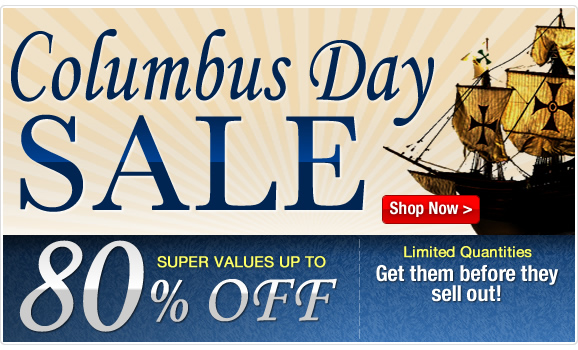 Columbus Day
SALE
Shop Now >
SUPER VALUES UP TO
80% OFF
Limited Quantities
Get them before they
sell out!